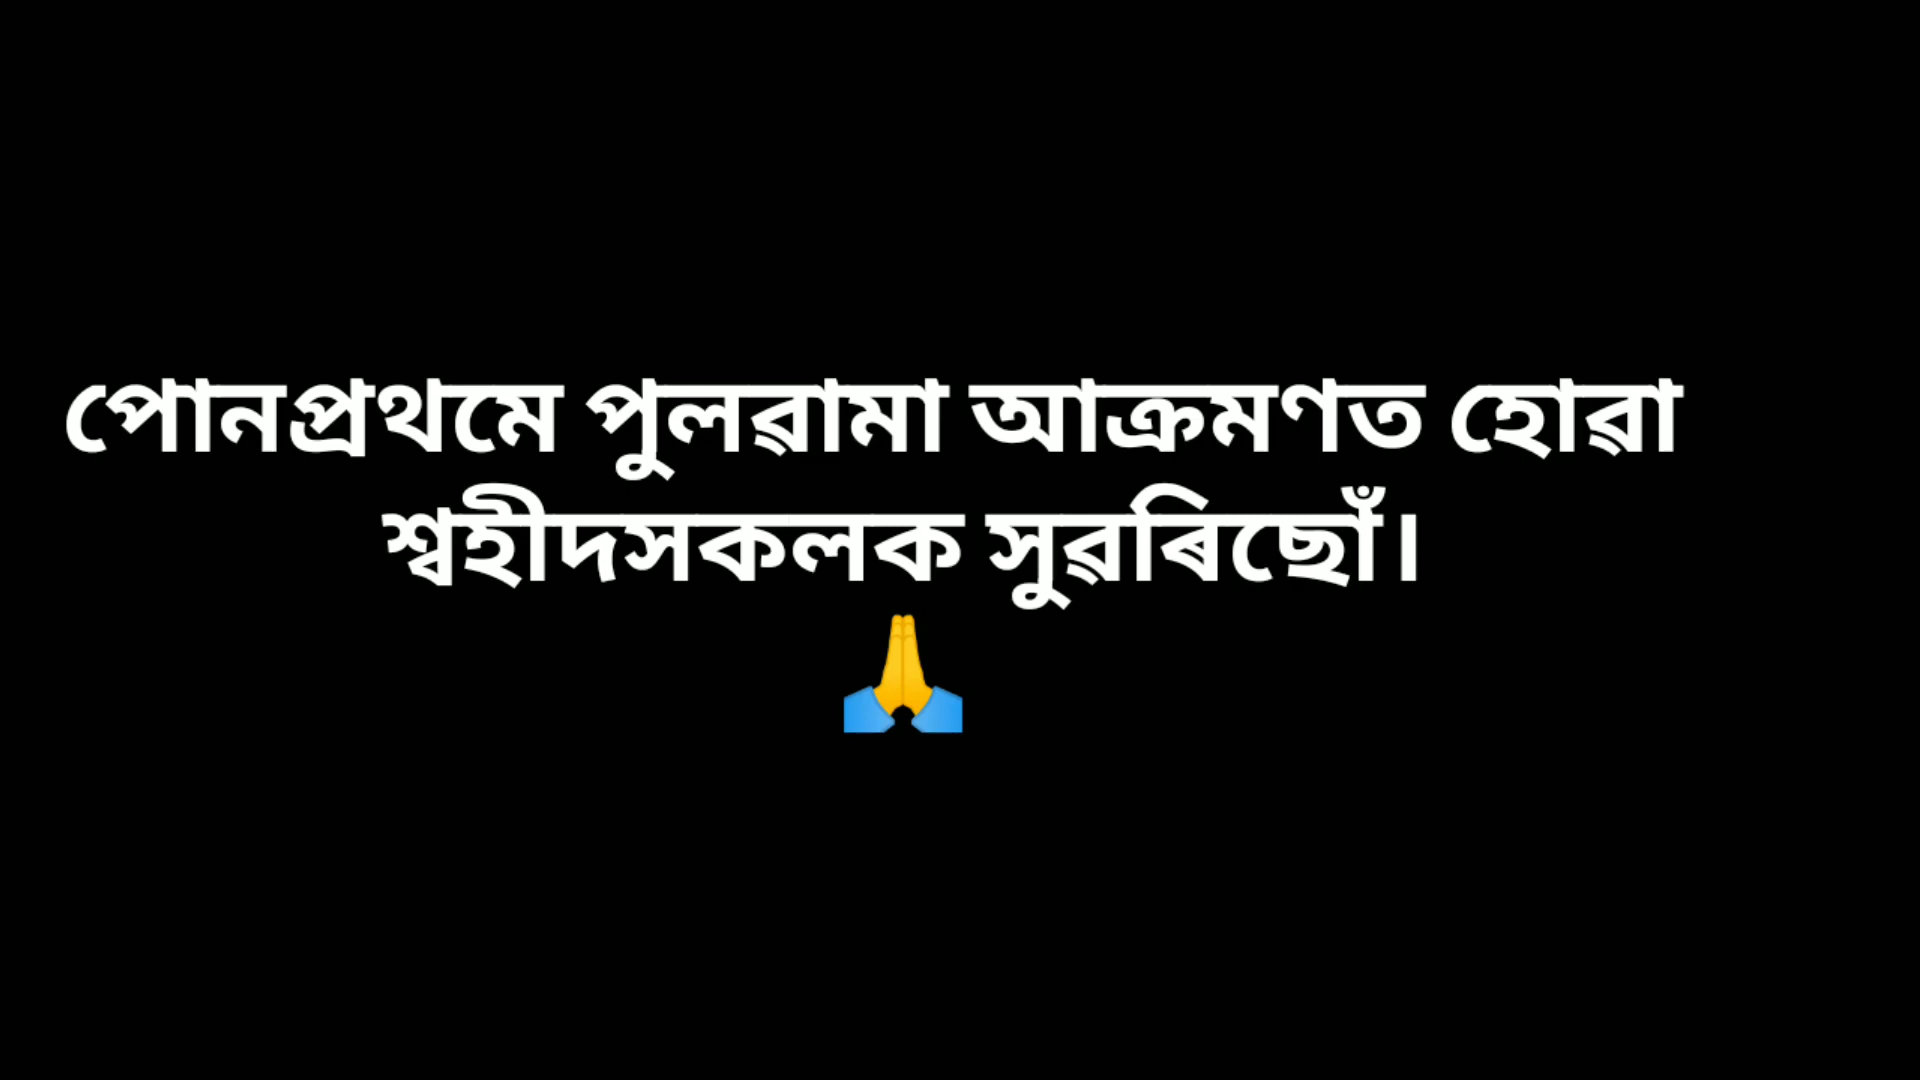 পোনপ্ৰথমে পুলৱামা আক্ৰমণত হোৱা
শ্বহীদসকলক সুৱৰিছোঁ।
🙏